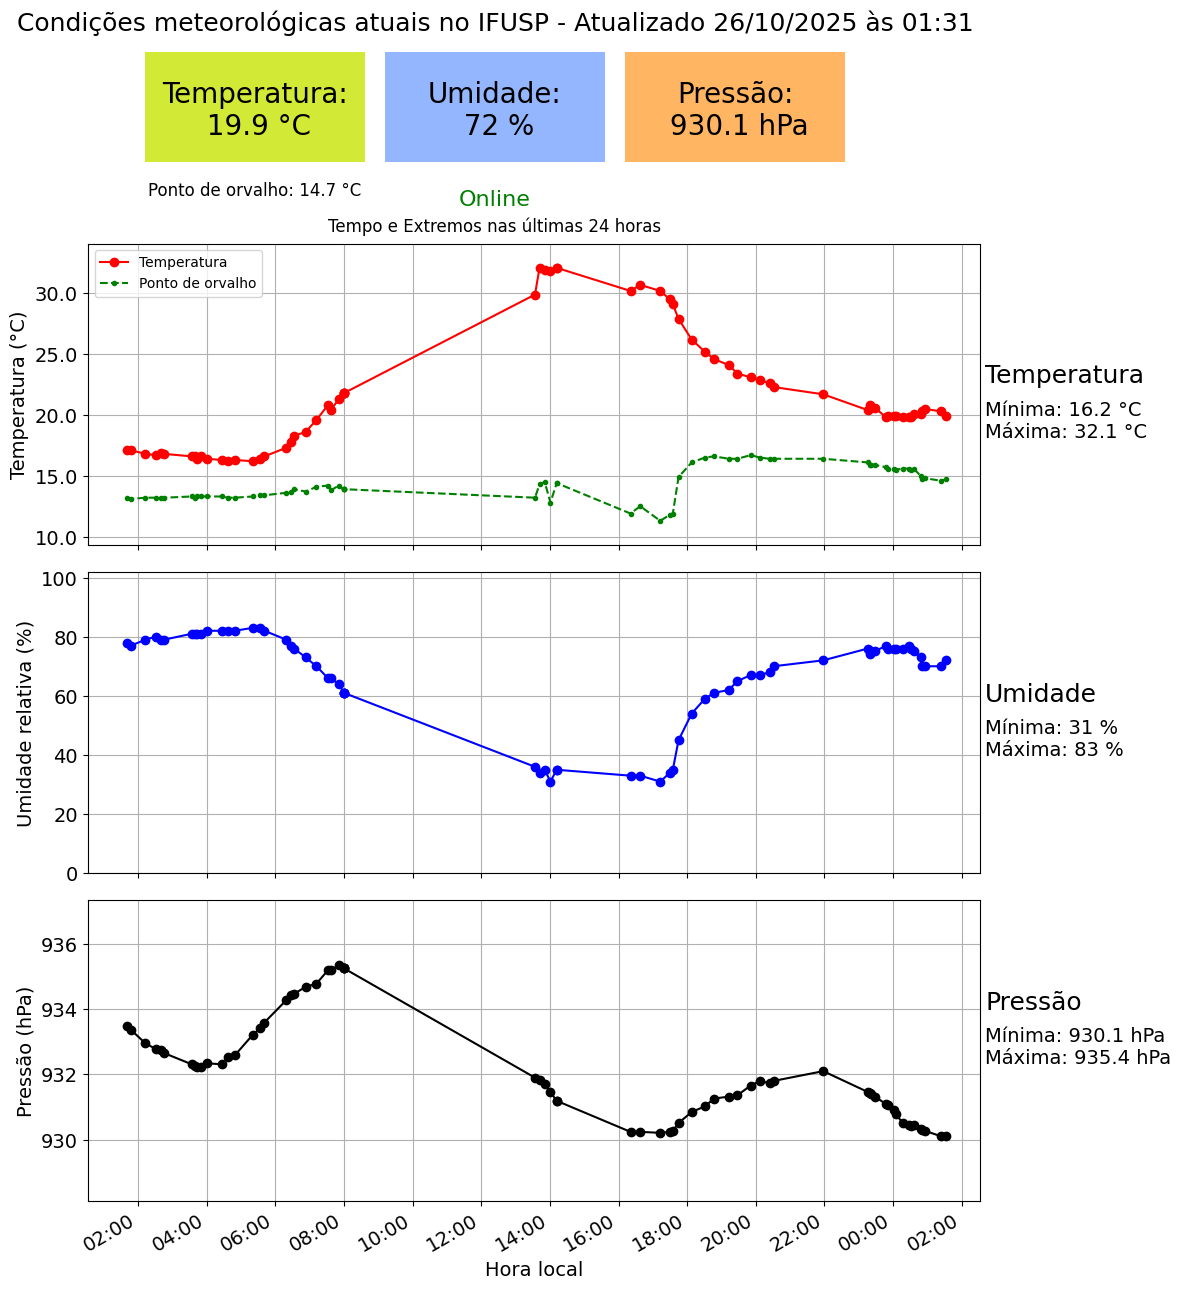 Condições meteorológicas atuais no IFUSP - Atualizado 26/10/2025 às 01:31
Temperatura:
19.9 °C
Umidade:
72 %
Pressão:
930.1 hPa
Ponto de orvalho: 14.7 °C
Online
Tempo e Extremos nas últimas 24 horas
Temperatura
Ponto de orvalho
Temperatura (°C)
30.0
25.0
20.0
15.0
10.0
Temperatura
Mínima: 16.2 °C
Máxima: 32.1 °C
Umidade relativa (%)
100
80
60
40
20
0
Umidade
Mínima: 31 %
Máxima: 83 %
Pressão (hPa)
936
934
932
930
Pressão
Mínima: 930.1 hPa
Máxima: 935.4 hPa
02:00 04:00 06:00 08:00 10:00 12:00 14:00 16:00 18:00 20:00 22:00 00:00 02:00
Hora local